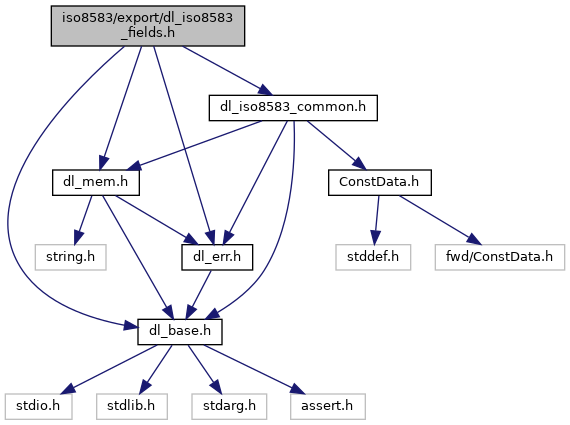 iso8583/export/dl_iso8583
_fields.h
dl_iso8583_common.h
dl_mem.h
ConstData.h
string.h
dl_err.h
stddef.h
fwd/ConstData.h
dl_base.h
stdio.h
stdlib.h
stdarg.h
assert.h